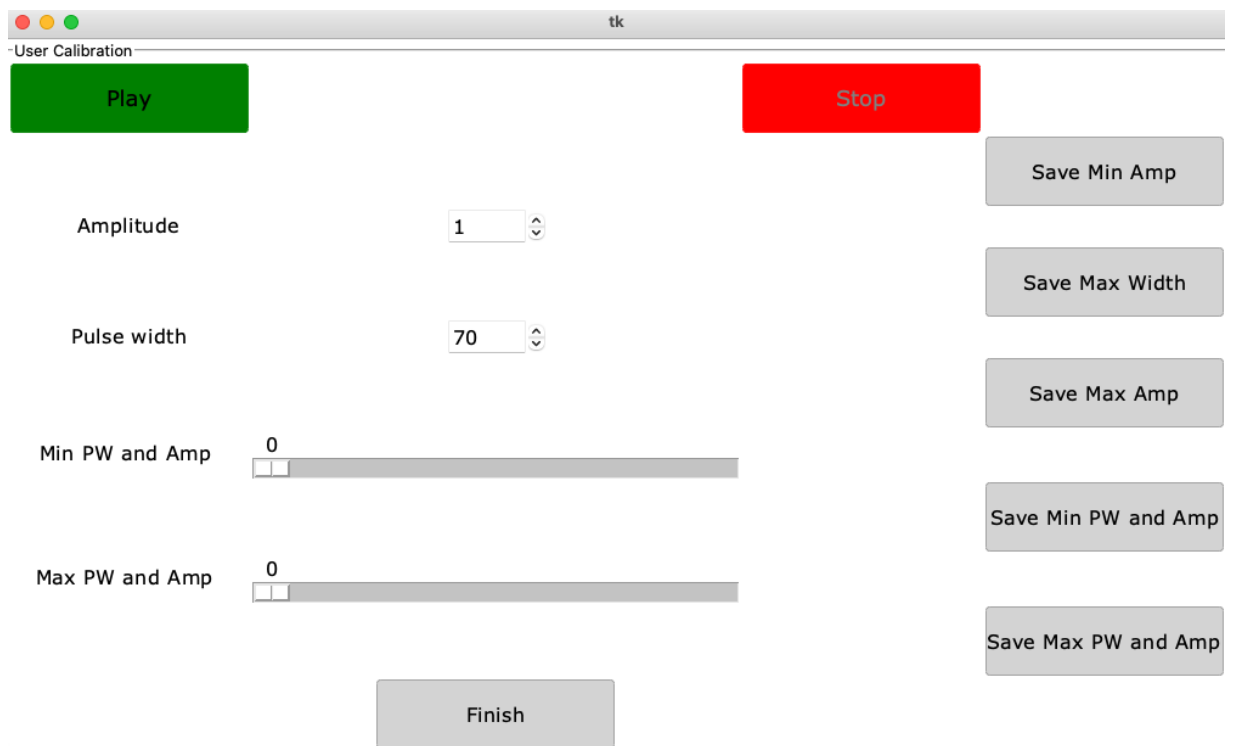 tk
User Calibration
Play
Stop
Save Min Amp
Amplitude
1
Save Max Width
Pulse width
70
Save Max Amp
Min PW and Amp
0
Save Min PW and Amp
Max PW and Amp
0
Save Max PW and Amp
Finish